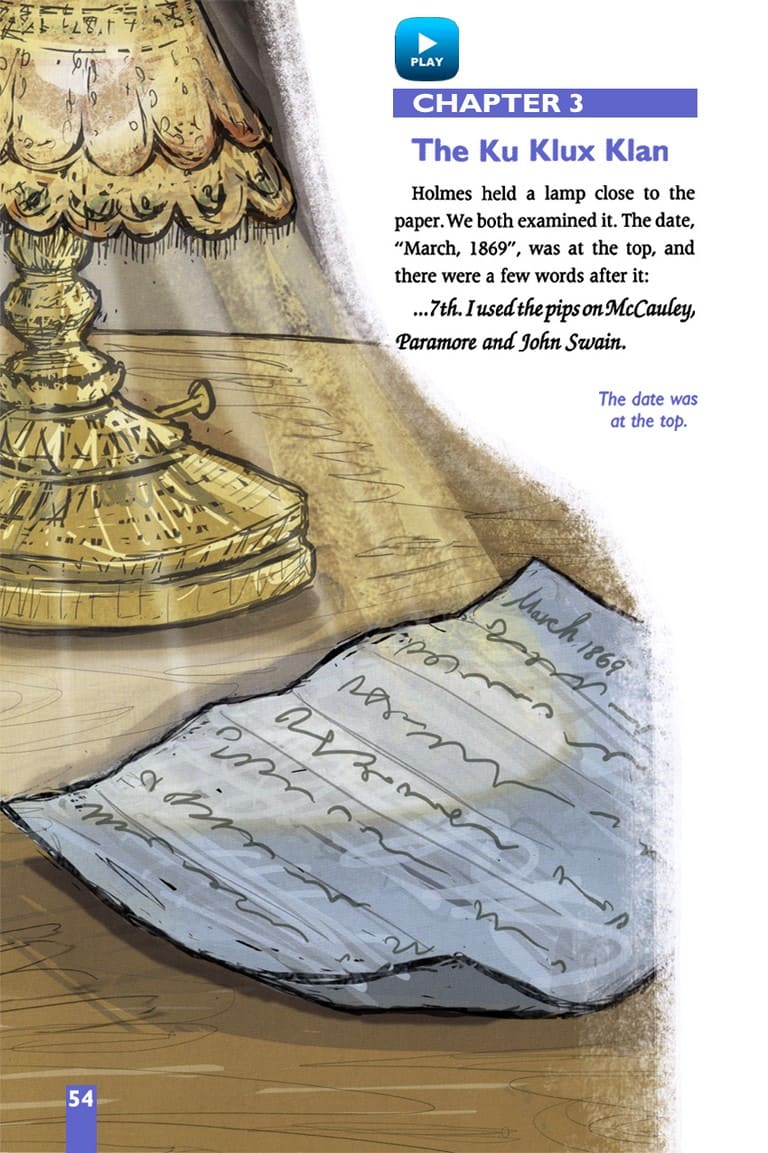 PLAY
CHAPTER 3
The Ku Klux Klan
Holmes held a lamp close to the
paper. We both examined it. The date,
“March, 1869”, was at the top, and
there were a few words after it:
...7th. I used the pips on McCauley,
Paramore and John Swain.
The date was
at the top.
March, 1869
54